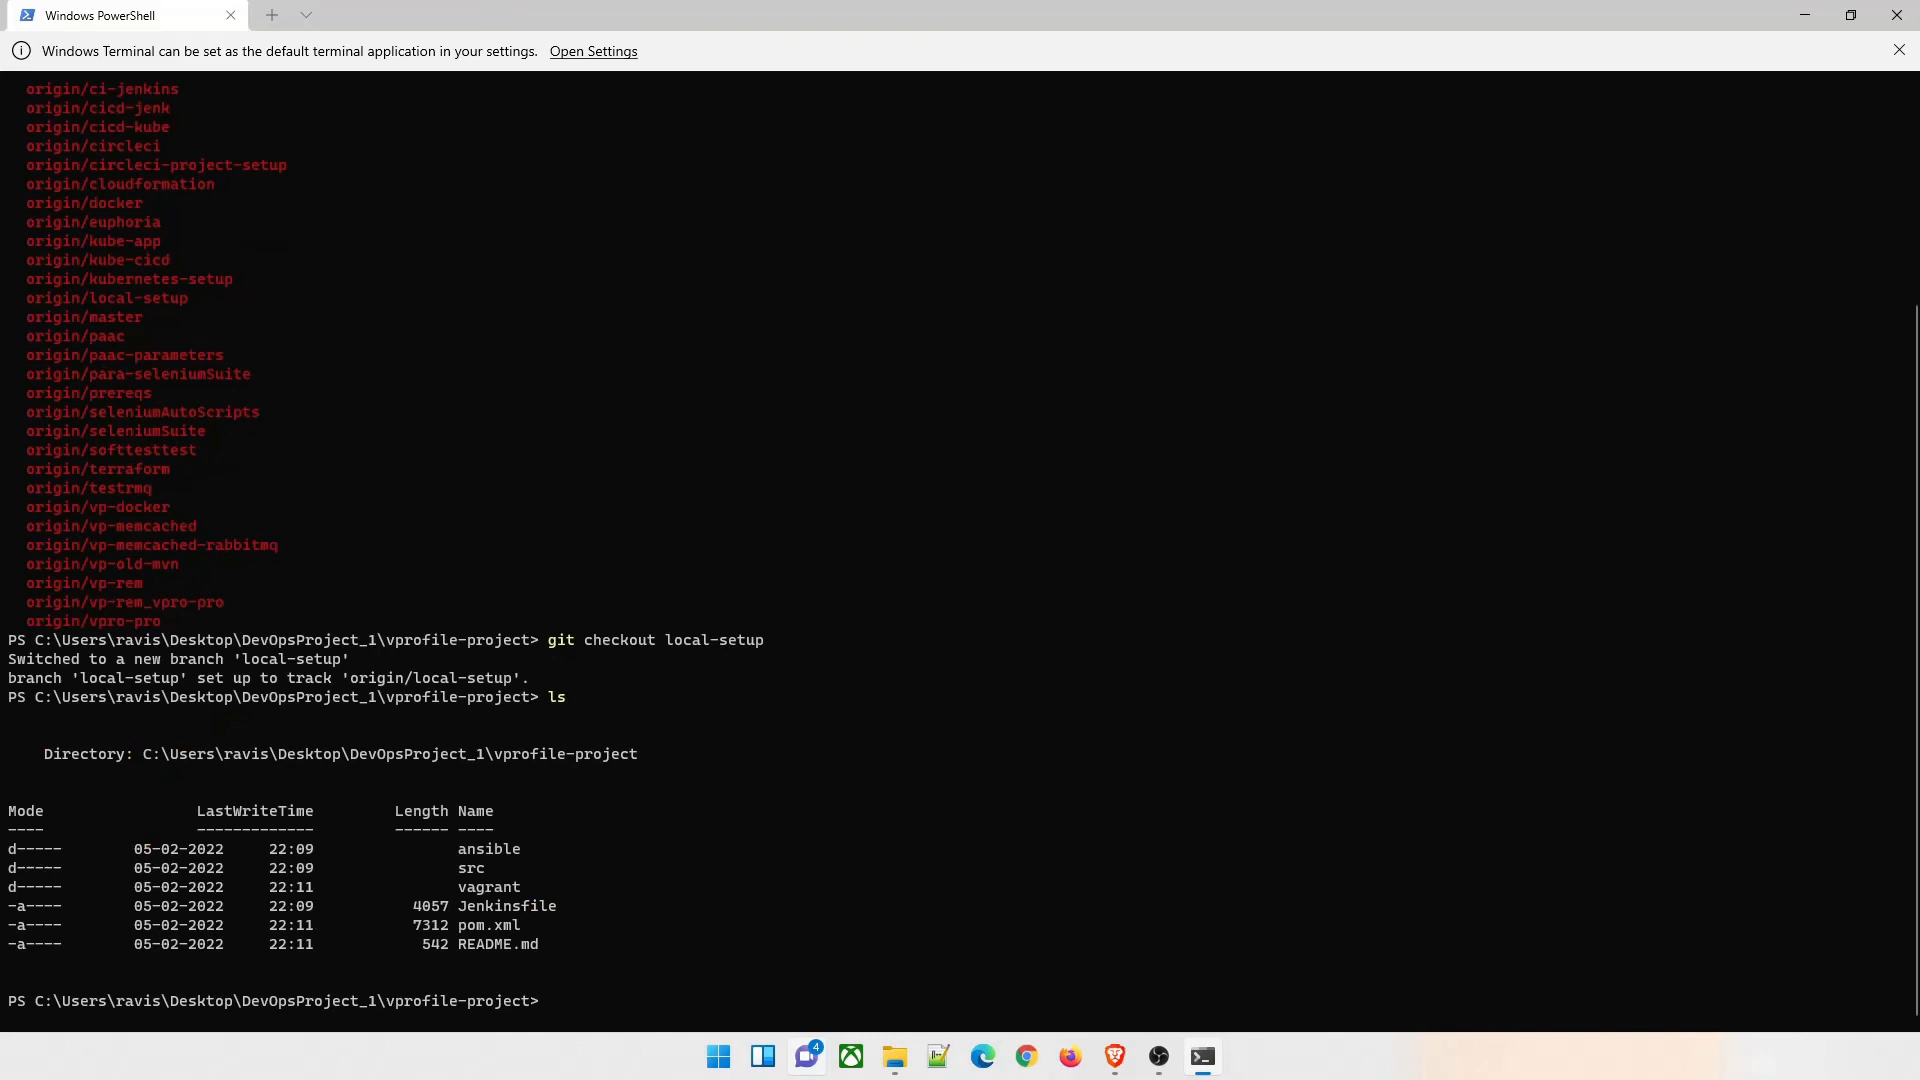 Windows PowerShell
Windows Terminal can be set as the default terminal application in your settings. Open Settings
origin/ci-jenkins
origin/cicd-jenk
origin/cicd-kube
origin/circleci
origin/circleci-project-setup
origin/cloudformation
origin/docker
origin/euphoria
origin/kube-app
origin/kube-cicd
origin/kubernetes-setup
origin/local-setup
origin/master
origin/paac
origin/paac-parameters
origin/para-seleniumSuite
origin/prereqs
origin/seleniumAutoScripts
origin/seleniumSuite
origin/softtesttest
origin/terraform
origin/testrmq
origin/vp-docker
origin/vp-memcached
origin/vp-memcached-rabbitmq
origin/vp-old-mvn
origin/vp-rem
origin/vp-rem_vpro-pro
origin/vpro-pro
PS C:\Users\ravis\Desktop\DevOpsProject_1\vprofile-project> git checkout local-setup
Switched to a new branch 'local-setup'
branch 'local-setup' set up to track 'origin/local-setup'.
PS C:\Users\ravis\Desktop\DevOpsProject_1\vprofile-project> ls
Directory: C:\Users\ravis\Desktop\DevOpsProject_1\vprofile-project
Mode LastWriteTime Length Name
---- ------------- ------ ----
d----- 05-02-2022 22:09 ansible
d----- 05-02-2022 22:09 src
d----- 05-02-2022 22:11 vagrant
-a---- 05-02-2022 22:09 4057 Jenkinsfile
-a---- 05-02-2022 22:11 7312 pom.xml
-a---- 05-02-2022 22:11 542 README.md
PS C:\Users\ravis\Desktop\DevOpsProject_1\vprofile-project>
4